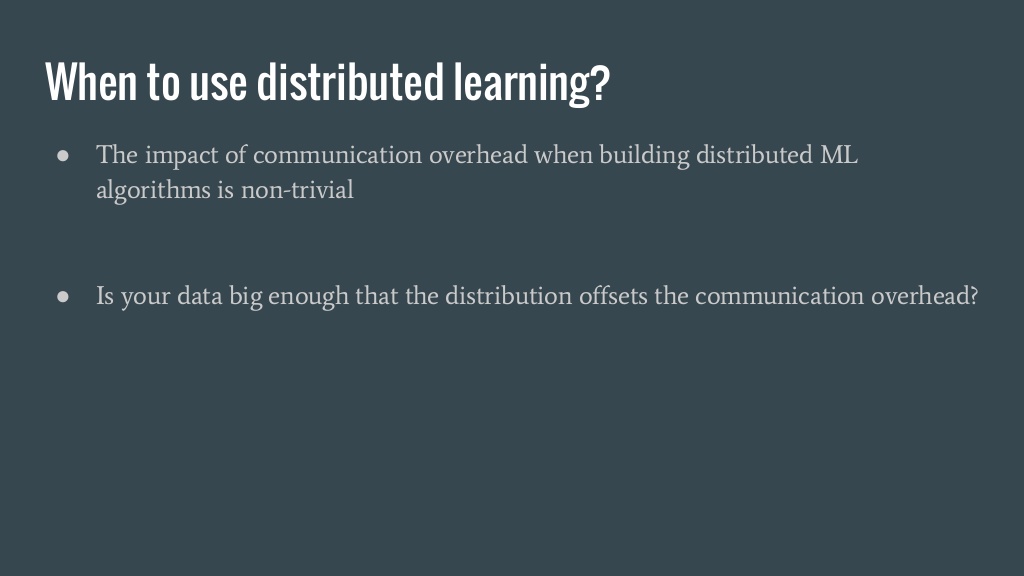 When to use distributed learning?
● The impact of communication overhead when building distributed ML
algorithms is non-trivial
● Is your data big enough that the distribution offsets the communication overhead?